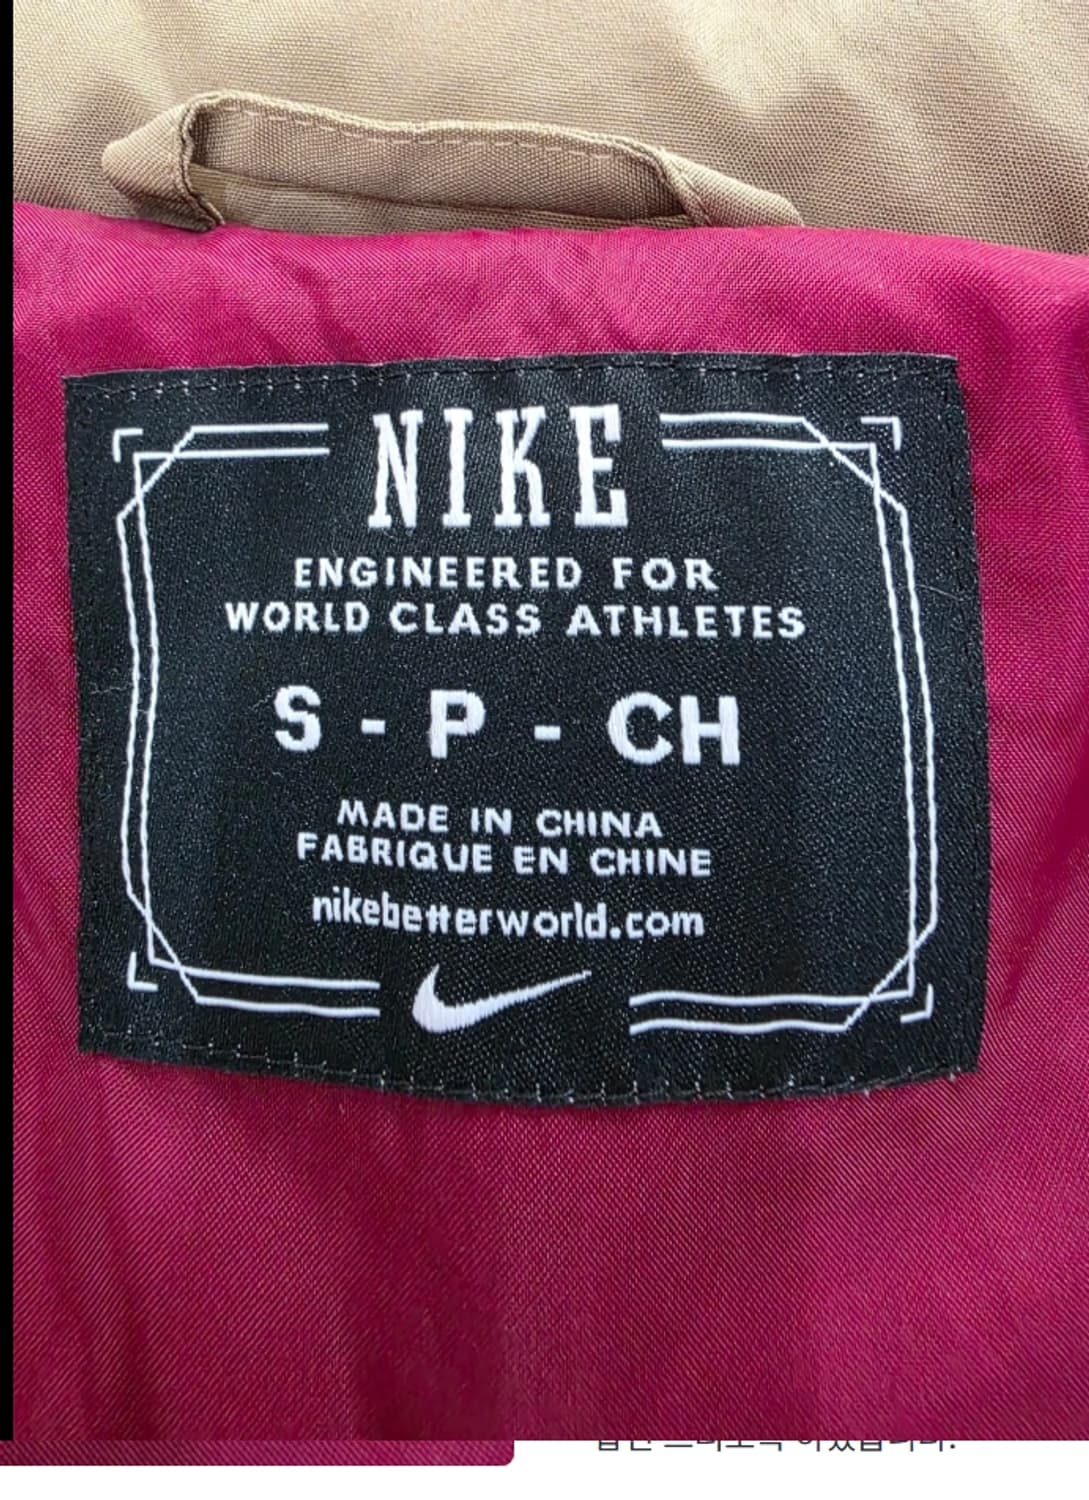 NIKE
ENGINEERED FOR
WORLD CLASS ATHLETES
S - P - CH
MADE IN CHINA
FABRIQUE EN CHINE
nikebetterworld.com